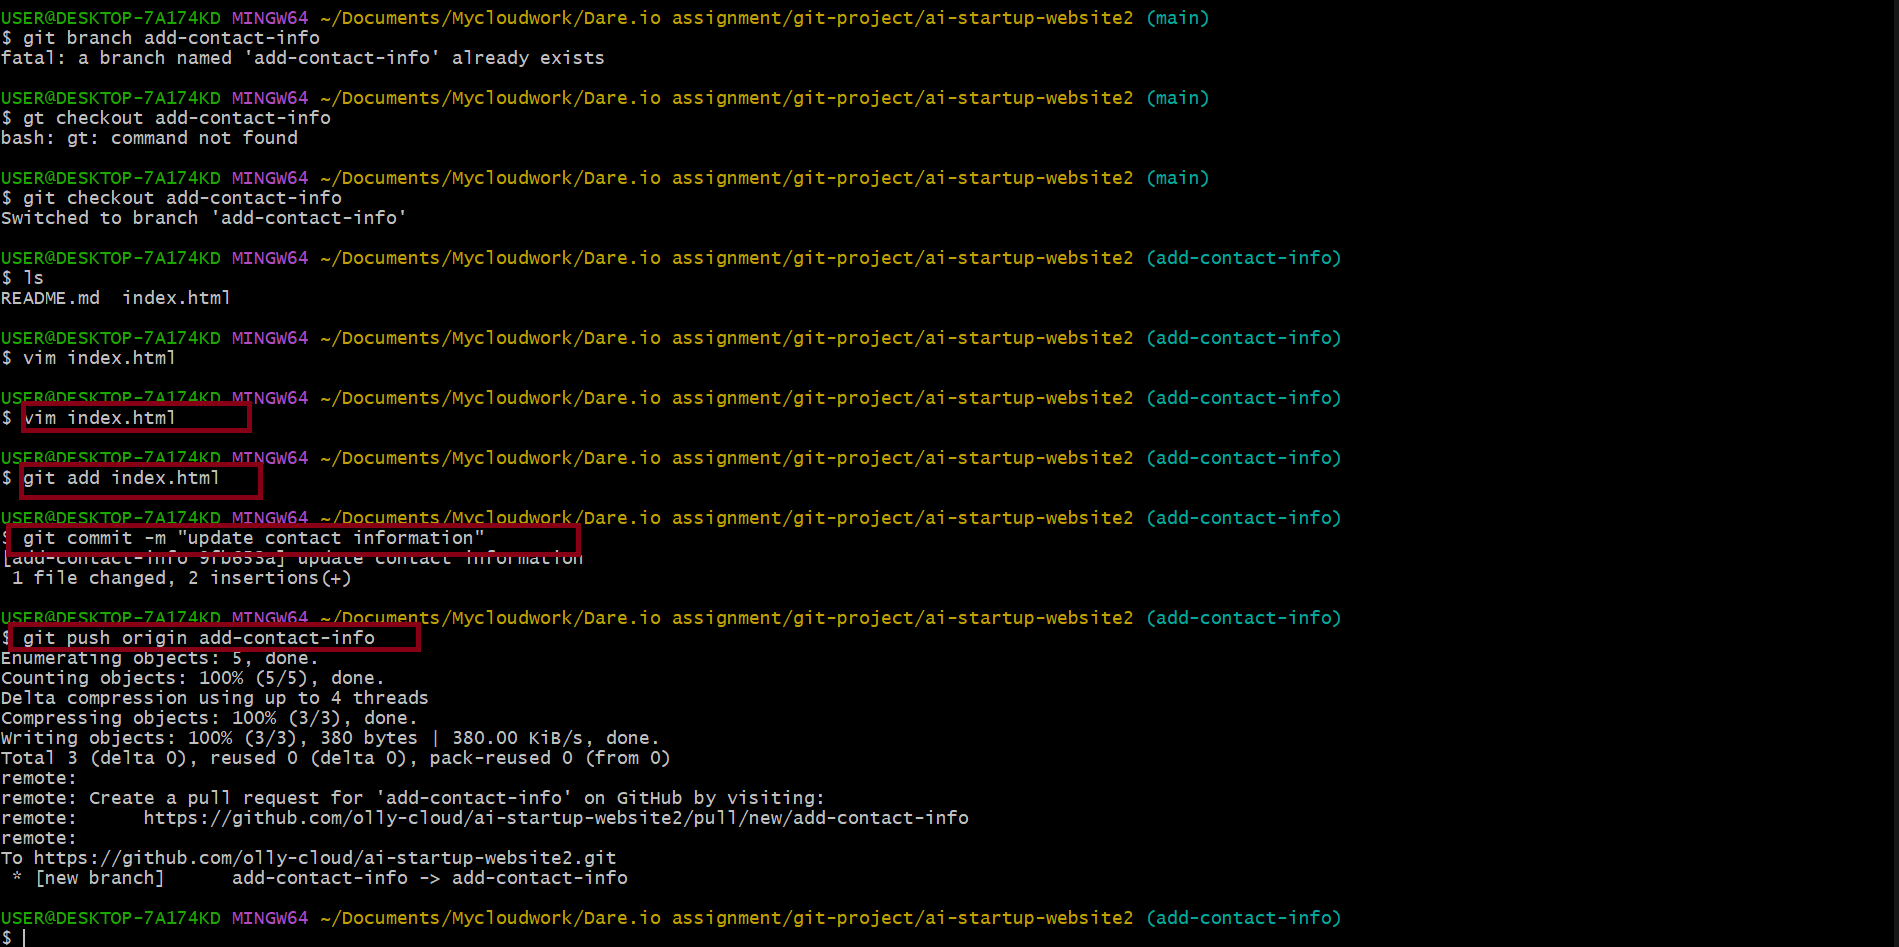 USER@DESKTOP-7A174KD MINGW64 ~/Documents/Mycloudwork/Dare.io assignment/git-project/ai-startup-website2 (main)
$ git branch add-contact-info
fatal: a branch named 'add-contact-info' already exists
USER@DESKTOP-7A174KD MINGW64 ~/Documents/Mycloudwork/Dare.io assignment/git-project/ai-startup-website2 (main)
$ gt checkout add-contact-info
bash: gt: command not found
USER@DESKTOP-7A174KD MINGW64 ~/Documents/Mycloudwork/Dare.io assignment/git-project/ai-startup-website2 (main)
$ git checkout add-contact-info
Switched to branch 'add-contact-info'
USER@DESKTOP-7A174KD MINGW64 ~/Documents/Mycloudwork/Dare.io assignment/git-project/ai-startup-website2 (add-contact-info)
$ ls
README.md  index.html
USER@DESKTOP-7A174KD MINGW64 ~/Documents/Mycloudwork/Dare.io assignment/git-project/ai-startup-website2 (add-contact-info)
$ vim index.html
USER@DESKTOP-7A174KD MINGW64 ~/Documents/Mycloudwork/Dare.io assignment/git-project/ai-startup-website2 (add-contact-info)
$ vim index.html
USER@DESKTOP-7A174KD MINGW64 ~/Documents/Mycloudwork/Dare.io assignment/git-project/ai-startup-website2 (add-contact-info)
$ git add index.html
USER@DESKTOP-7A174KD MINGW64 ~/Documents/Mycloudwork/Dare.io assignment/git-project/ai-startup-website2 (add-contact-info)
$ git commit -m "update contact information"
[add-contact-info 9fb653a] update contact information
 1 file changed, 2 insertions(+)
USER@DESKTOP-7A174KD MINGW64 ~/Documents/Mycloudwork/Dare.io assignment/git-project/ai-startup-website2 (add-contact-info)
$ git push origin add-contact-info
Enumerating objects: 5, done.
Counting objects: 100% (5/5), done.
Delta compression using up to 4 threads
Compressing objects: 100% (3/3), done.
Writing objects: 100% (3/3), 380 bytes | 380.00 KiB/s, done.
Total 3 (delta 0), reused 0 (delta 0), pack-reused 0 (from 0)
remote:
remote: Create a pull request for 'add-contact-info' on GitHub by visiting:
remote:      https://github.com/olly-cloud/ai-startup-website2/pull/new/add-contact-info
remote:
To https://github.com/olly-cloud/ai-startup-website2.git
 * [new branch]      add-contact-info -> add-contact-info
USER@DESKTOP-7A174KD MINGW64 ~/Documents/Mycloudwork/Dare.io assignment/git-project/ai-startup-website2 (add-contact-info)
$